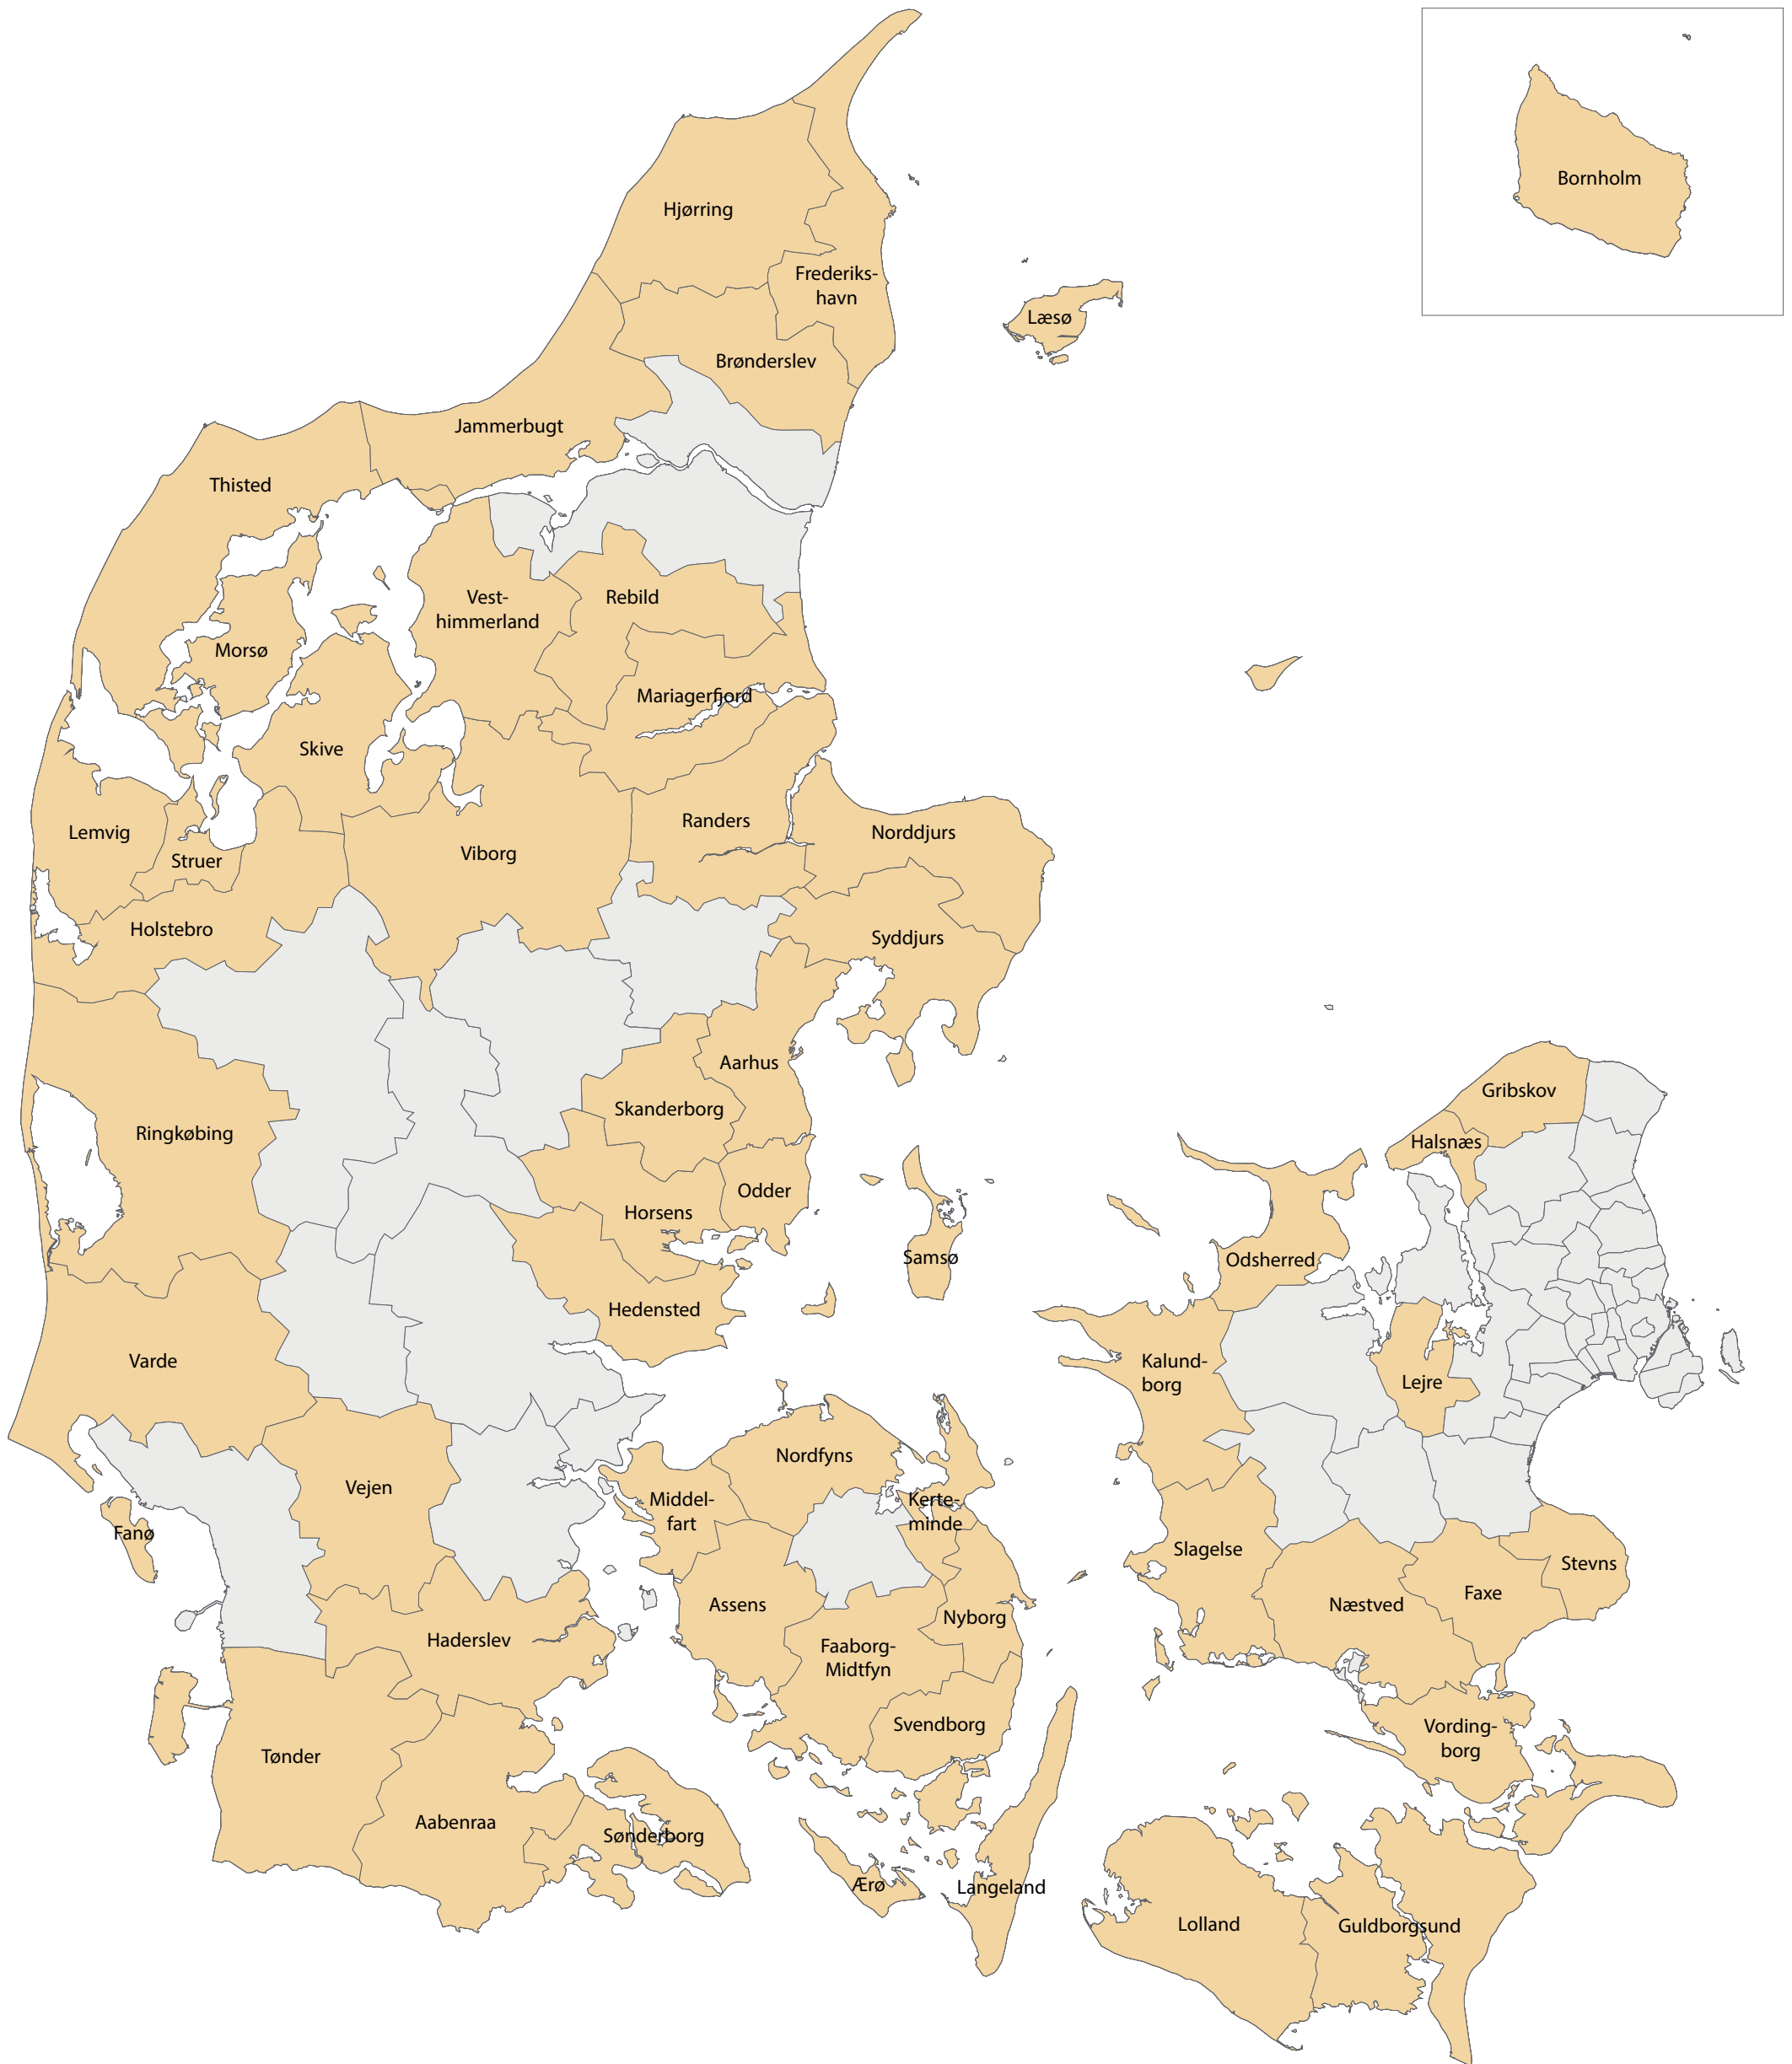 Bornholm
Hjørring
Frederiks-
havn
Læsø
Brønderslev
Jammerbugt
Thisted
Vest-
himmerland
Rebild
Morsø
Mariagerfjord
Skive
Lemvig
Struer
Viborg
Randers
Norddjurs
Holstebro
Syddjurs
Aarhus
Skanderborg
Ringkøbing
Odder
Horsens
Samsø
Hedensted
Varde
Gribskov
Halsnæs
Odsherred
Kalund-
borg
Lejre
Nordfyns
Vejen
Middel-
fart
Kerte-
minde
Fanø
Slagelse
Stevns
Faxe
Næstved
Assens
Nyborg
Haderslev
Faaborg-
Midtfyn
Svendborg
Vording-
borg
Tønder
Aabenraa
Sønderborg
Ærø
Langeland
Lolland
Guldborgsund